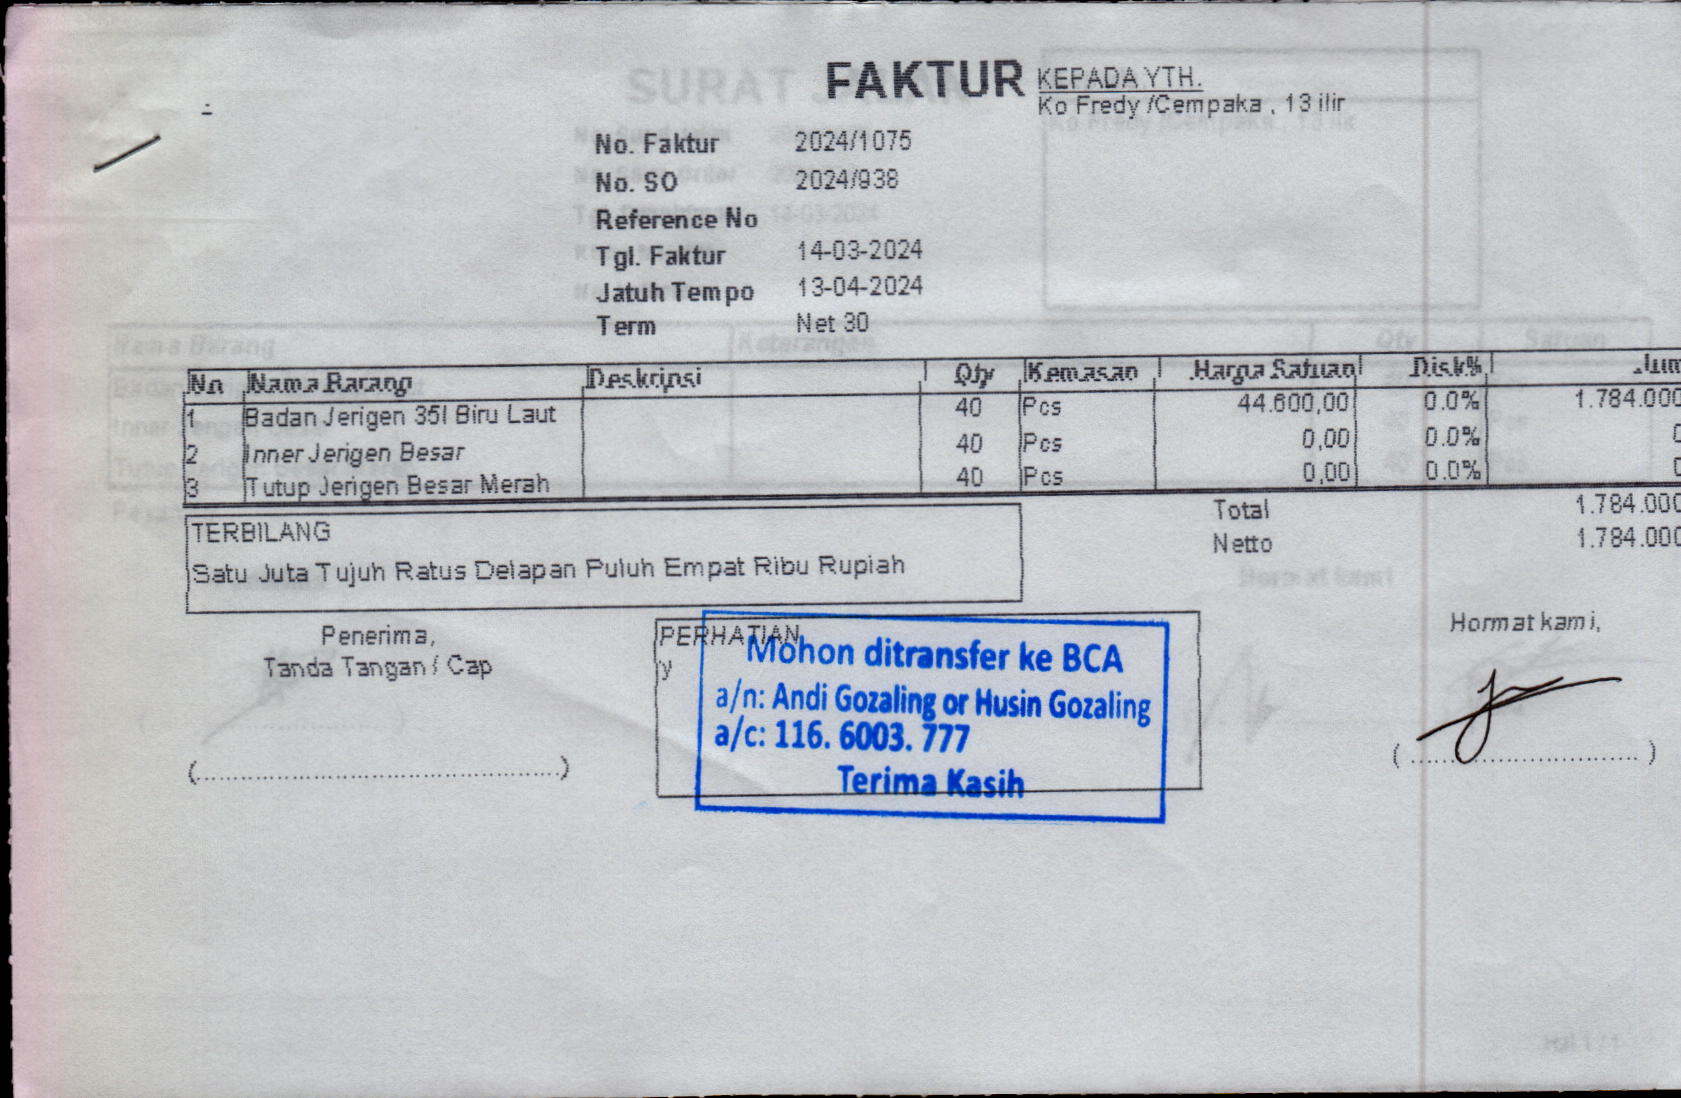 FAKTUR
KEPADA YTH.
Ko Fredy /Cempaka , 13 ilir
No. Faktur 2024/1075
No. SO 2024/938
Reference No
Tgl. Faktur 14-03-2024
Jatuh Tempo 13-04-2024
Term Net 30
No Nama Barang Deskripsi Qty Kemasan Harga Satuan Disk% Jum
1 Badan Jerigen 35l Biru Laut 40 Pcs 44.600,00 0.0% 1.784.000
2 Inner Jerigen Besar 40 Pcs 0,00 0.0% 0
3 Tutup Jerigen Besar Merah 40 Pcs 0,00 0.0% 0
Total 1.784.000
Netto 1.784.000
TERBILANG
Satu Juta Tujuh Ratus Delapan Puluh Empat Ribu Rupiah
Penerima,
Tanda Tangan / Cap
(..............................................)
PERHATIAN
y
Mohon ditransfer ke BCA
a/n: Andi Gozaling or Husin Gozaling
a/c: 116. 6003. 777
Terima Kasih
Hormat kami,
(..............................)